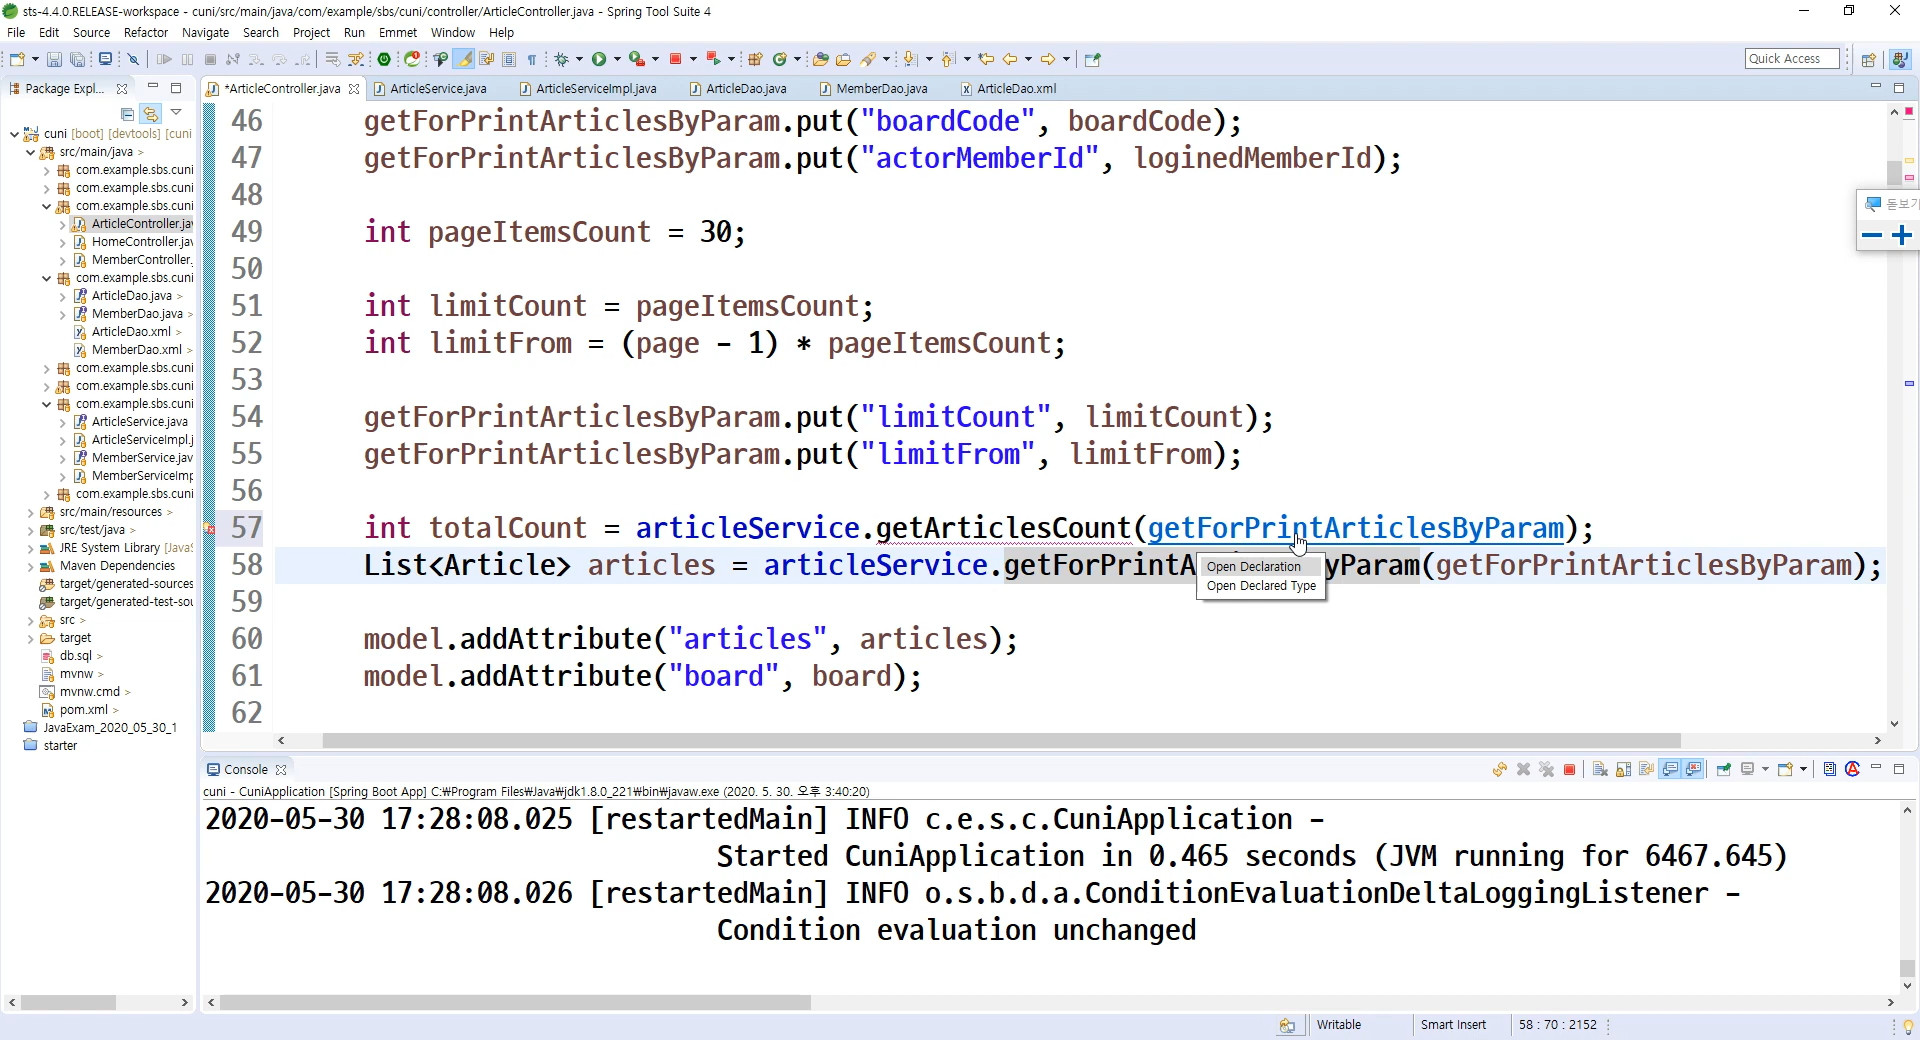 sts-4.4.0.RELEASE-workspace - cuni/src/main/java/com/example/sbs/cuni/controller/ArticleController.java - Spring Tool Suite 4
File Edit Source Refactor Navigate Search Project Run Emmet Window Help
Quick Access
Package Expl...
*ArticleController.java ArticleService.java ArticleServiceImpl.java ArticleDao.java MemberDao.java ArticleDao.xml
cuni [boot] [devtools] [cuni
src/main/java >
com.example.sbs.cuni
com.example.sbs.cuni
com.example.sbs.cuni
ArticleController.jav
HomeController.jav
MemberController.
com.example.sbs.cuni
ArticleDao.java >
MemberDao.java >
ArticleDao.xml >
MemberDao.xml >
com.example.sbs.cuni
com.example.sbs.cuni
com.example.sbs.cuni
ArticleService.java
ArticleServiceImpl.j
MemberService.jav
MemberServiceImp
com.example.sbs.cuni
src/main/resources >
src/test/java >
JRE System Library [JavaS
Maven Dependencies
target/generated-sources
target/generated-test-sou
src >
target
db.sql >
mvnw >
mvnw.cmd >
pom.xml >
JavaExam_2020_05_30_1
starter
46 getForPrintArticlesByParam.put("boardCode", boardCode);
47 getForPrintArticlesByParam.put("actorMemberId", loginedMemberId);
48
49 int pageItemsCount = 30;
50
51 int limitCount = pageItemsCount;
52 int limitFrom = (page - 1) * pageItemsCount;
53
54 getForPrintArticlesByParam.put("limitCount", limitCount);
55 getForPrintArticlesByParam.put("limitFrom", limitFrom);
56
57 int totalCount = articleService.getArticlesCount(getForPrintArticlesByParam);
58 List<Article> articles = articleService.getForPrintA yParam(getForPrintArticlesByParam);
Open Declaration
Open Declared Type
59
60 model.addAttribute("articles", articles);
61 model.addAttribute("board", board);
62
돋보기
Console
cuni - CuniApplication [Spring Boot App] C:₩Program Files₩Java₩jdk1.8.0_221₩bin₩javaw.exe (2020. 5. 30. 오후 3:40:20)
2020-05-30 17:28:08.025 [restartedMain] INFO c.e.s.c.CuniApplication -
Started CuniApplication in 0.465 seconds (JVM running for 6467.645)
2020-05-30 17:28:08.026 [restartedMain] INFO o.s.b.d.a.ConditionEvaluationDeltaLoggingListener -
Condition evaluation unchanged
Writable Smart Insert 58 : 70 : 2152